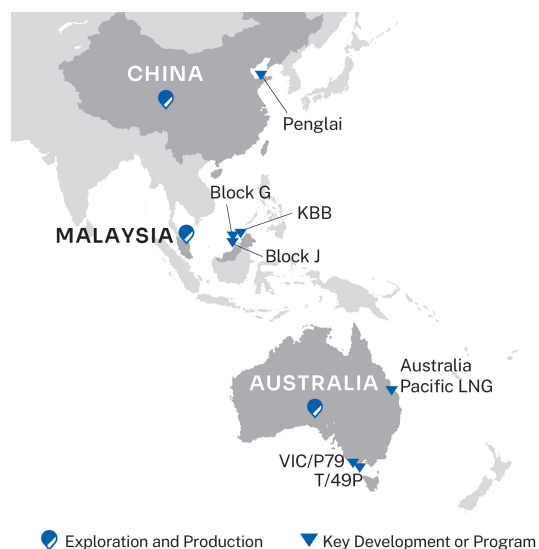 CHINA
Penglai
Block G
KBB
MALAYSIA
Block J
Australia
Pacific LNG
AUSTRALIA
VIC/P79
T/49P
Exploration and Production
Key Development or Program